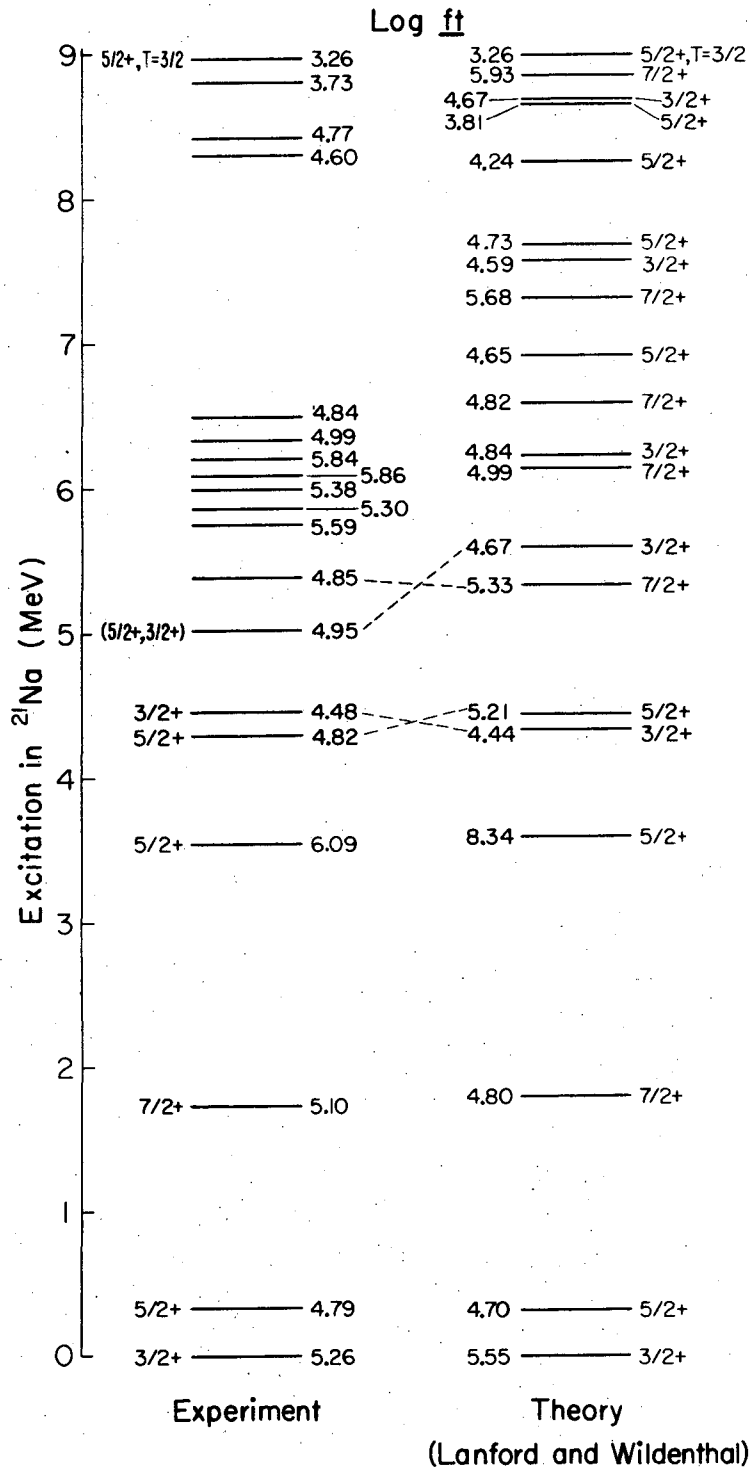 Log ft
9 5/2+,T=3/2 3.26 3.26 5/2+,T=3/2
3.73 5.93 7/2+
4.67 3/2+
3.81 5/2+
4.77
4.60 4.24 5/2+
8
4.73 5/2+
4.59 3/2+
5.68 7/2+
7
4.65 5/2+
4.84 4.82 7/2+
4.99
5.84 4.84 3/2+
5.86 4.99 7/2+
6 5.38
5.30
5.59
4.67 3/2+
4.85 5.33 7/2+
5 (5/2+,3/2+) 4.95
3/2+ 4.48 5.21 5/2+
5/2+ 4.82 4.44 3/2+
4
5/2+ 6.09 8.34 5/2+
3
2
7/2+ 5.10 4.80 7/2+
1
5/2+ 4.79 4.70 5/2+
0 3/2+ 5.26 5.55 3/2+
Excitation in 21Na (MeV)
Experiment Theory
(Lanford and Wildenthal)